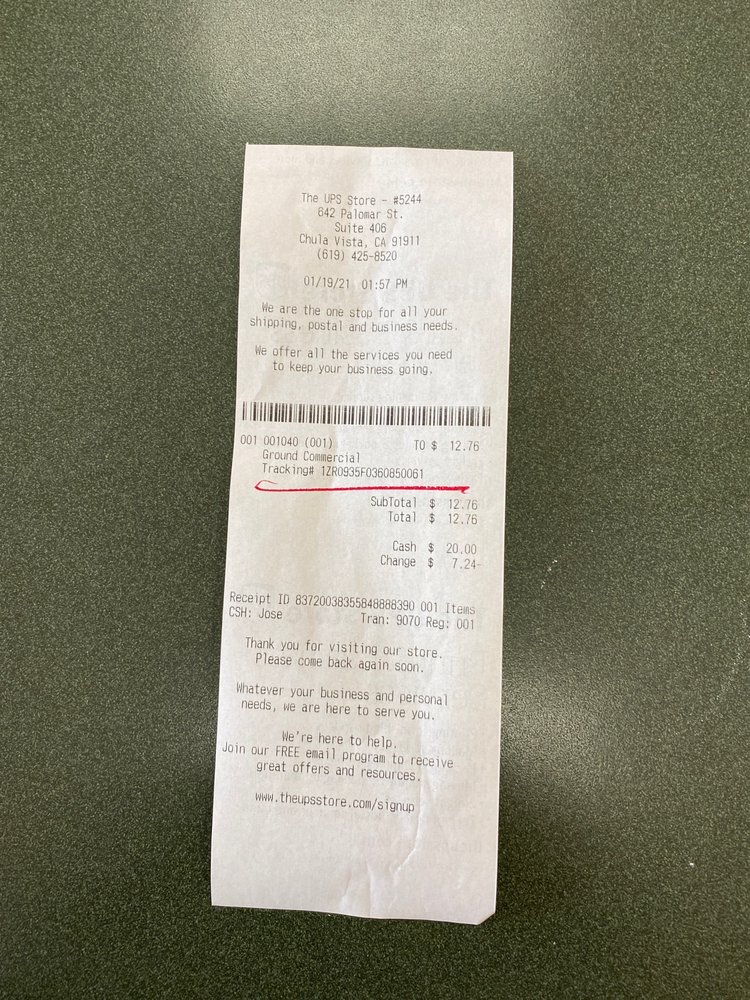 The UPS Store - #5244
642 Palomar St.
Suite 406
Chula Vista, CA 91911
(619) 425-8520
01/19/21 01:57 PM
We are the one stop for all your
shipping, postal and business needs.
We offer all the services you need
to keep your business going.
001 001040 (001) TO $ 12.76
Ground Commercial
Tracking# 1ZR0935F0360850061
SubTotal $ 12.76
Total $ 12.76
Cash $ 20.00
Change $ 7.24-
Receipt ID 83720038355848888390 001 Items
CSH: Jose Tran: 9070 Reg: 001
Thank you for visiting our store.
Please come back again soon.
Whatever your business and personal
needs, we are here to serve you.
We're here to help.
Join our FREE email program to receive
great offers and resources.
www.theupsstore.com/signup